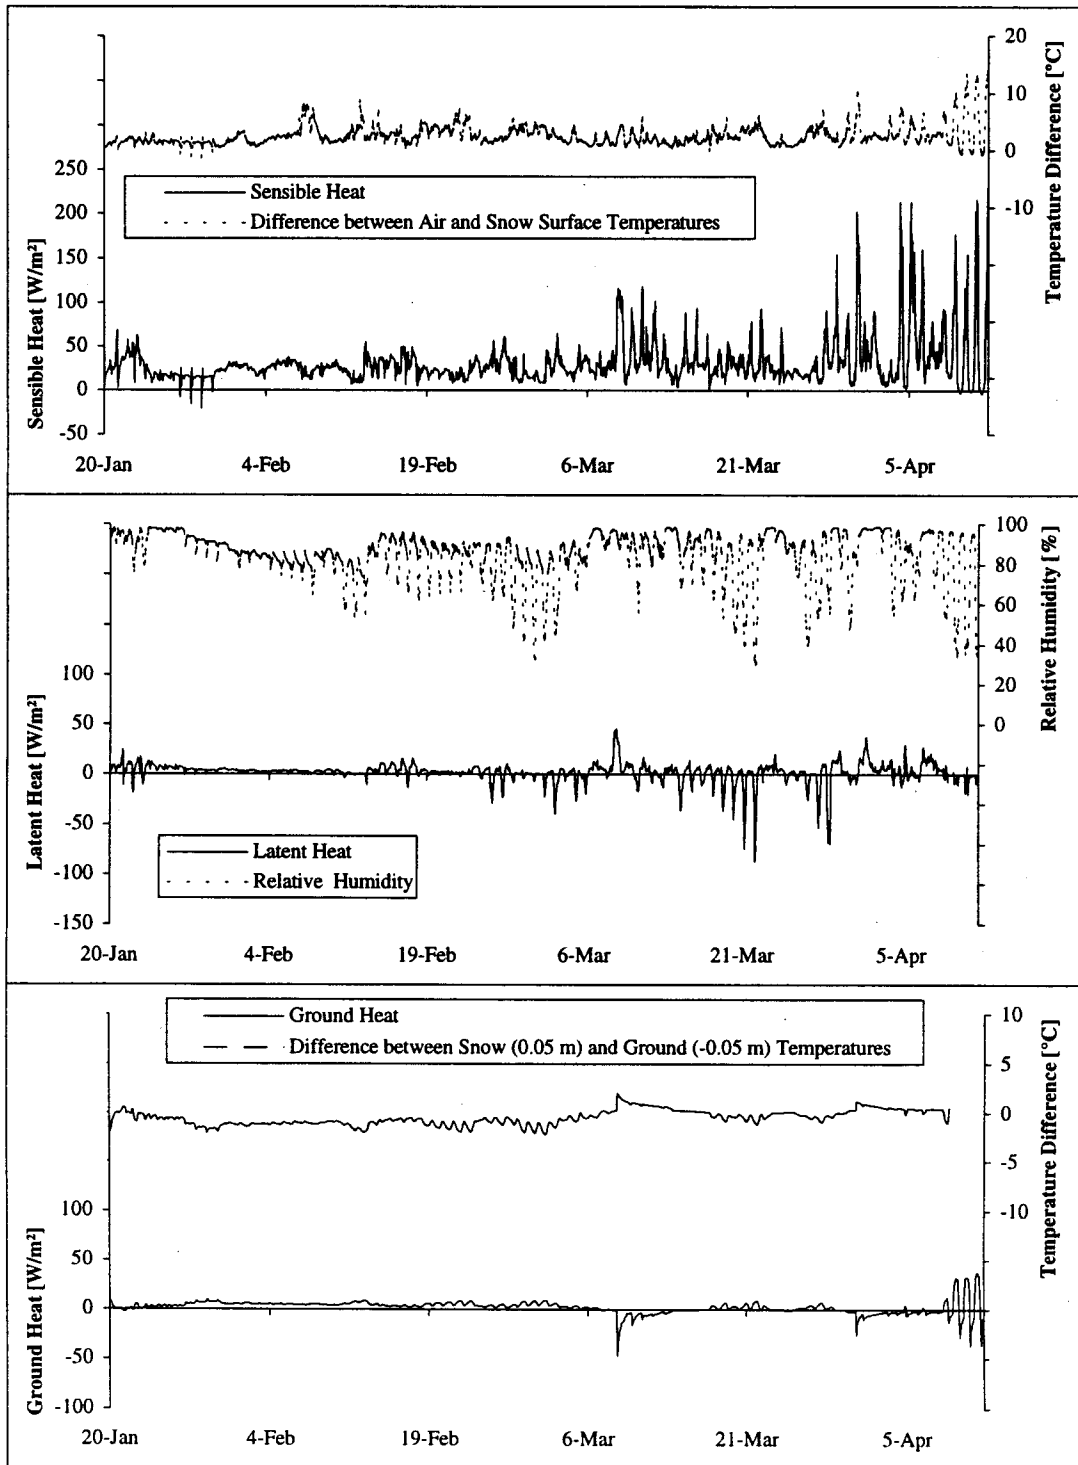 20
10
0
-10
Temperature Difference [°C]
250
200
150
100
50
0
-50
Sensible Heat [W/m²]
Sensible Heat
Difference between Air and Snow Surface Temperatures
20-Jan 4-Feb 19-Feb 6-Mar 21-Mar 5-Apr
100
80
60
40
20
0
Relative Humidity [%]
100
50
0
-50
-100
-150
Latent Heat [W/m²]
Latent Heat
Relative Humidity
20-Jan 4-Feb 19-Feb 6-Mar 21-Mar 5-Apr
Ground Heat
Difference between Snow (0.05 m) and Ground (-0.05 m) Temperatures
10
5
0
-5
-10
Temperature Difference [°C]
100
50
0
-50
-100
Ground Heat [W/m²]
20-Jan 4-Feb 19-Feb 6-Mar 21-Mar 5-Apr